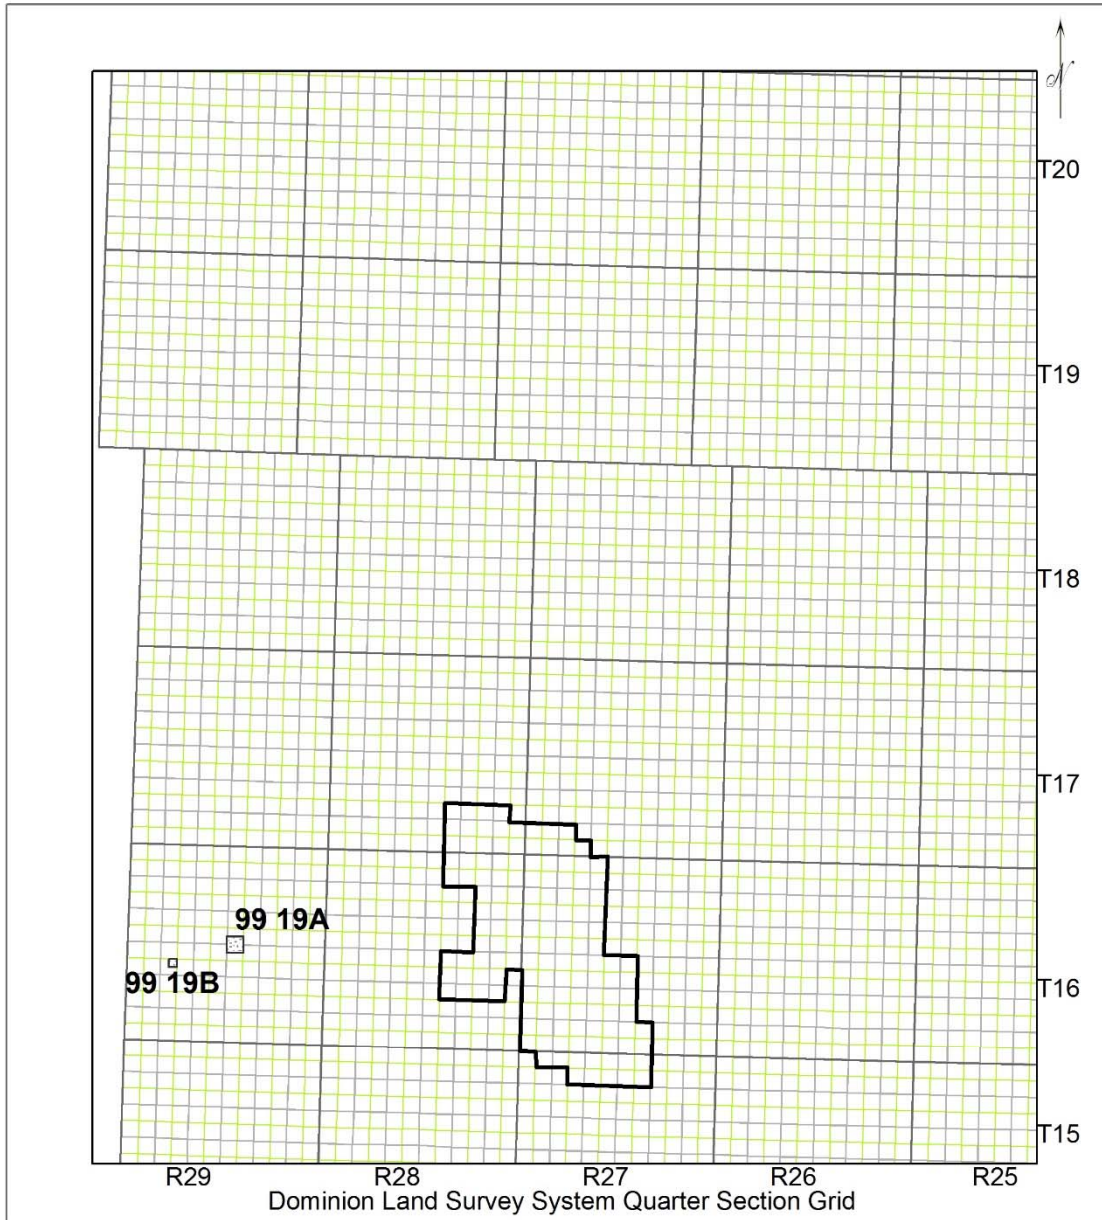 N
T20
T19
T18
T17
99 19A
99 19B
T16
T15
R29 R28 R27 R26 R25
Dominion Land Survey System Quarter Section Grid